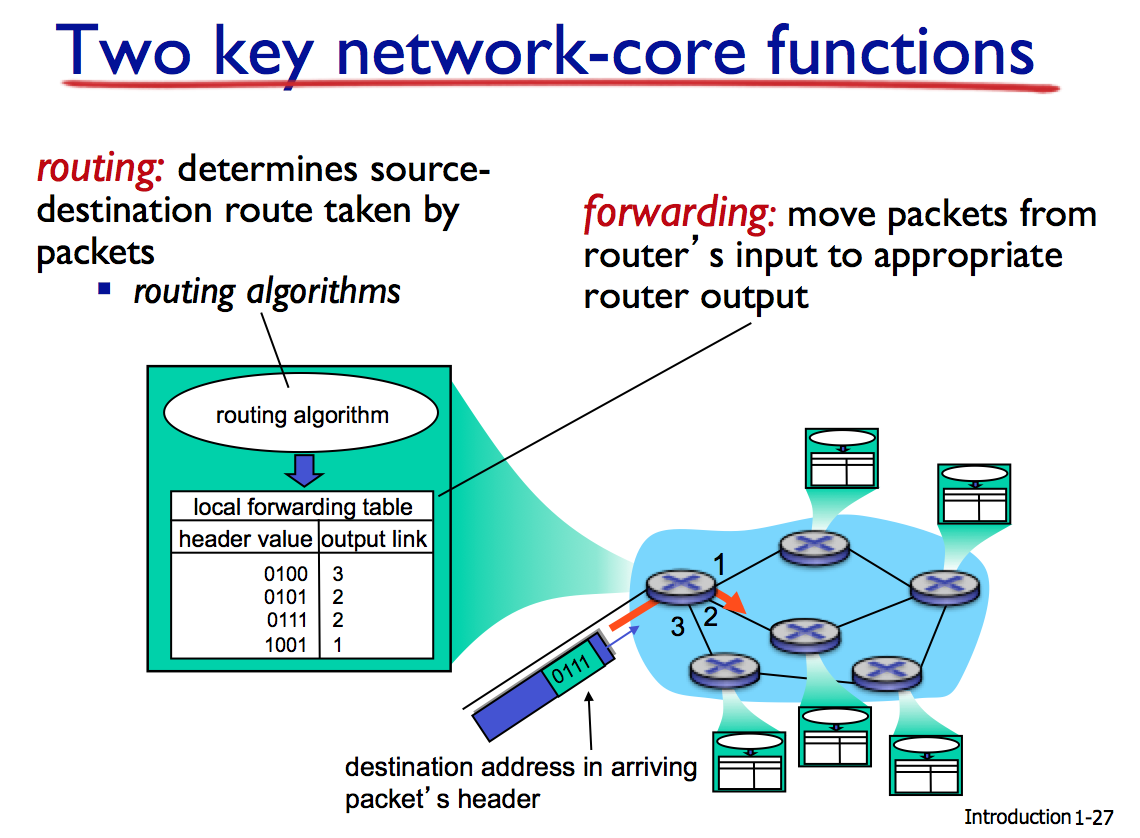 Two key network-core functions
routing: determines source-
destination route taken by
packets
▪ routing algorithms
forwarding: move packets from
router’s input to appropriate
router output
routing algorithm
local forwarding table
header value output link
0100 3
0101 2
0111 2
1001 1
1
2
3
0111
destination address in arriving
packet’s header
Introduction 1-27